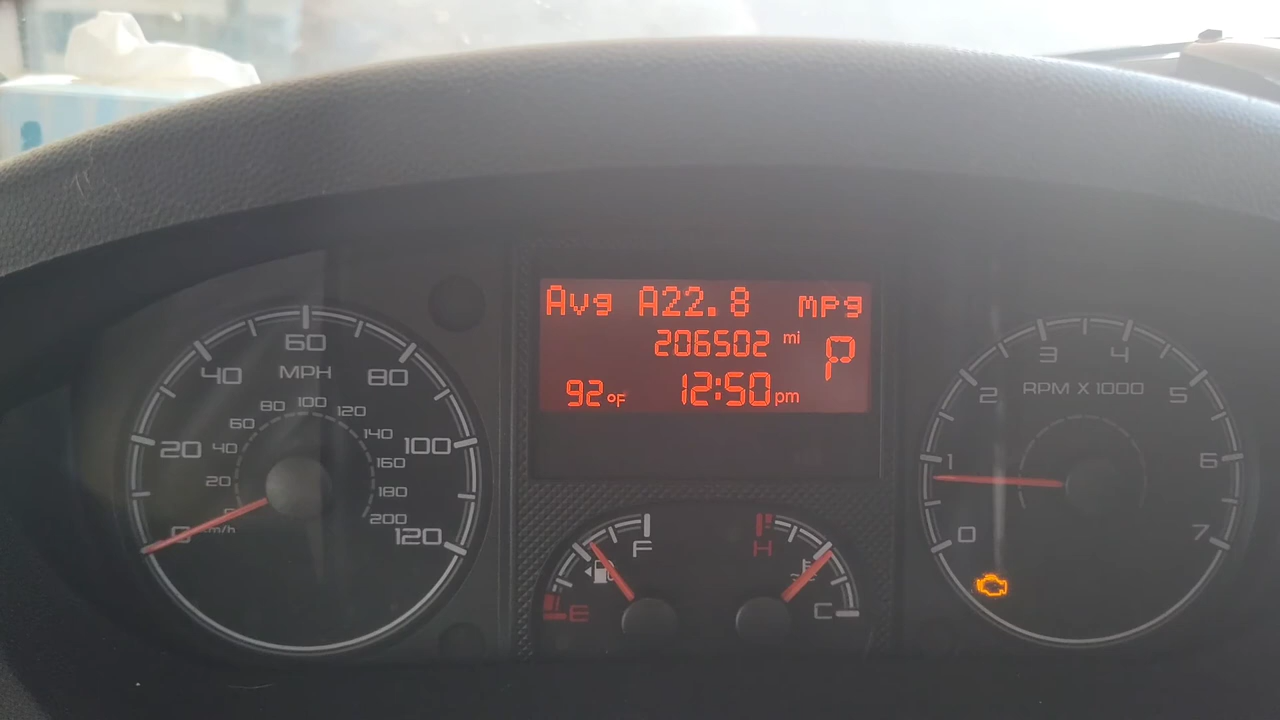 Avg A22.8 mpg
206502 mi
P
92°F 12:50 pm
0 20 40 60 80 100 120
MPH
20 40 60 80 100 120 140 160 180 200
km/h
E F
H C
0 1 2 3 4 5 6 7
RPM X 1000